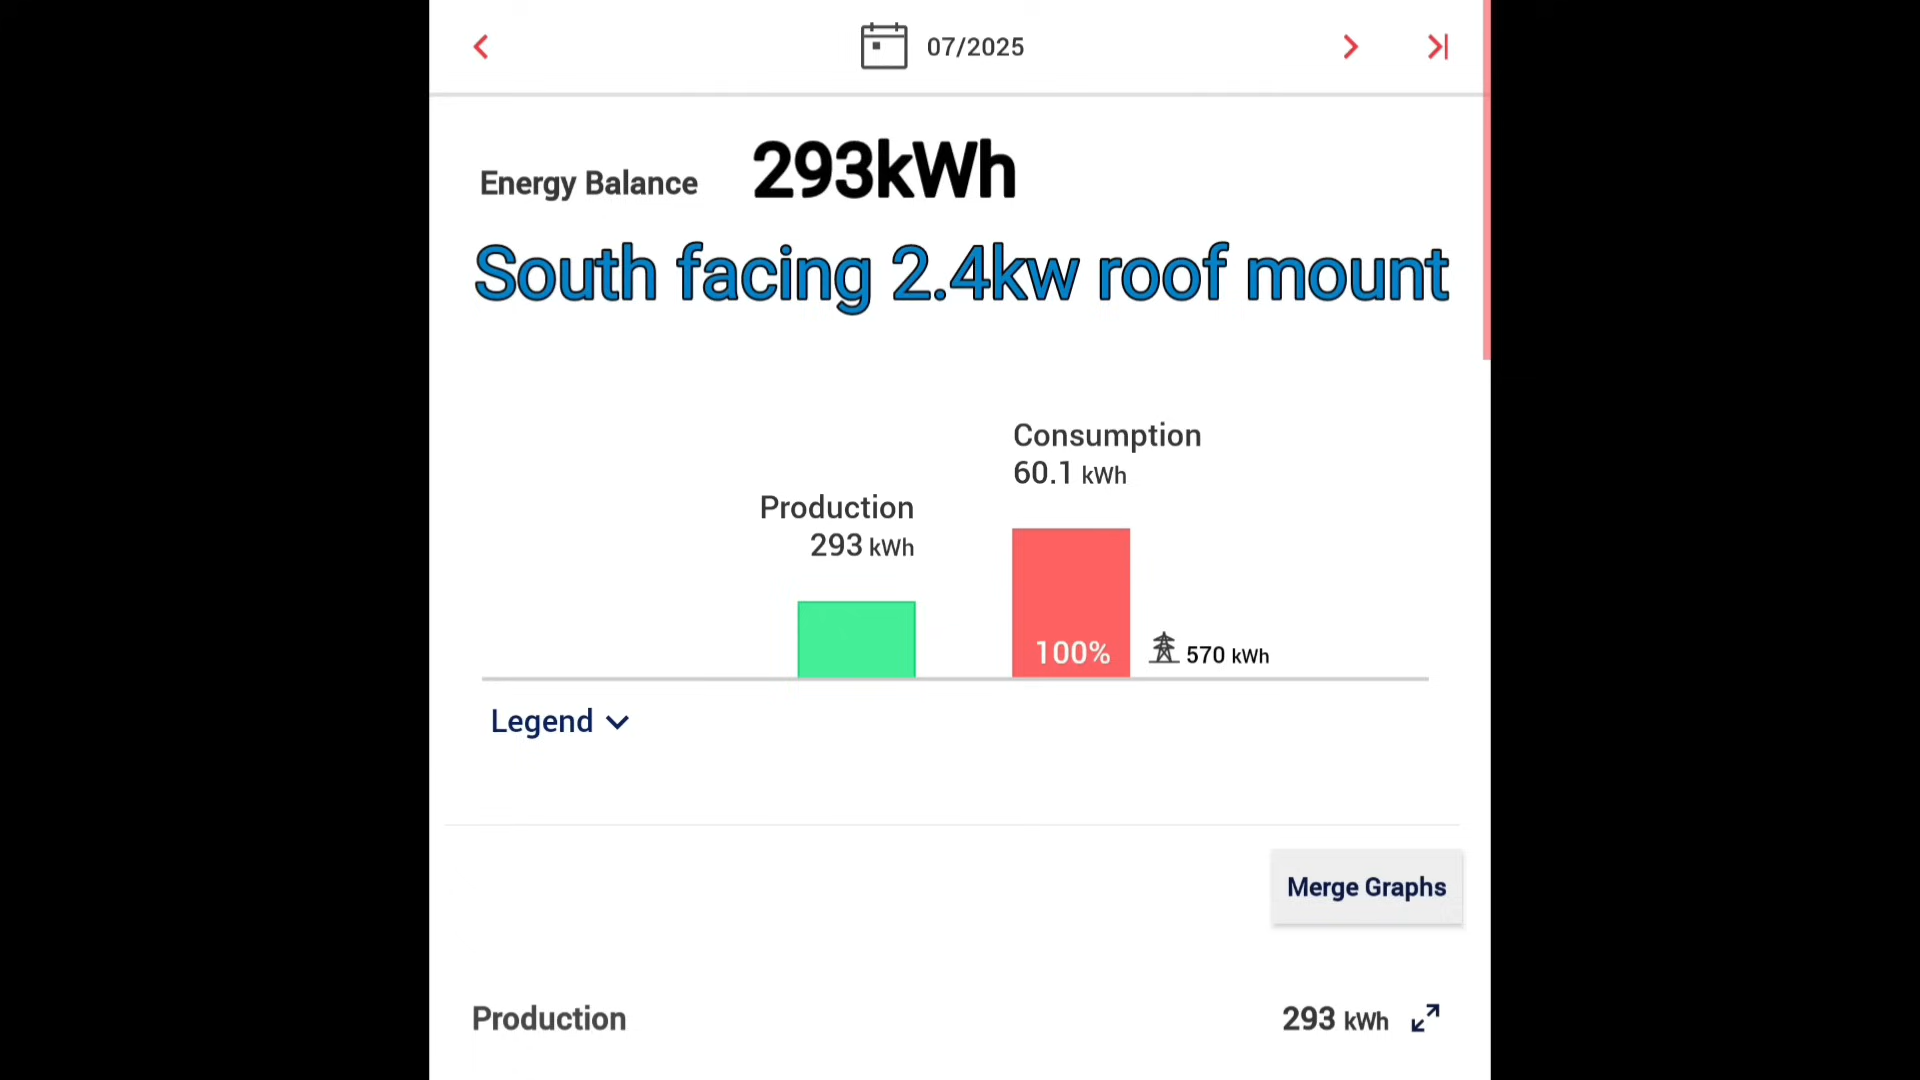 07/2025
Energy Balance 293kWh
South facing 2.4kw roof mount
Consumption
60.1 kWh
Production
293 kWh
100% 570 kWh
Legend
Merge Graphs
Production 293 kWh